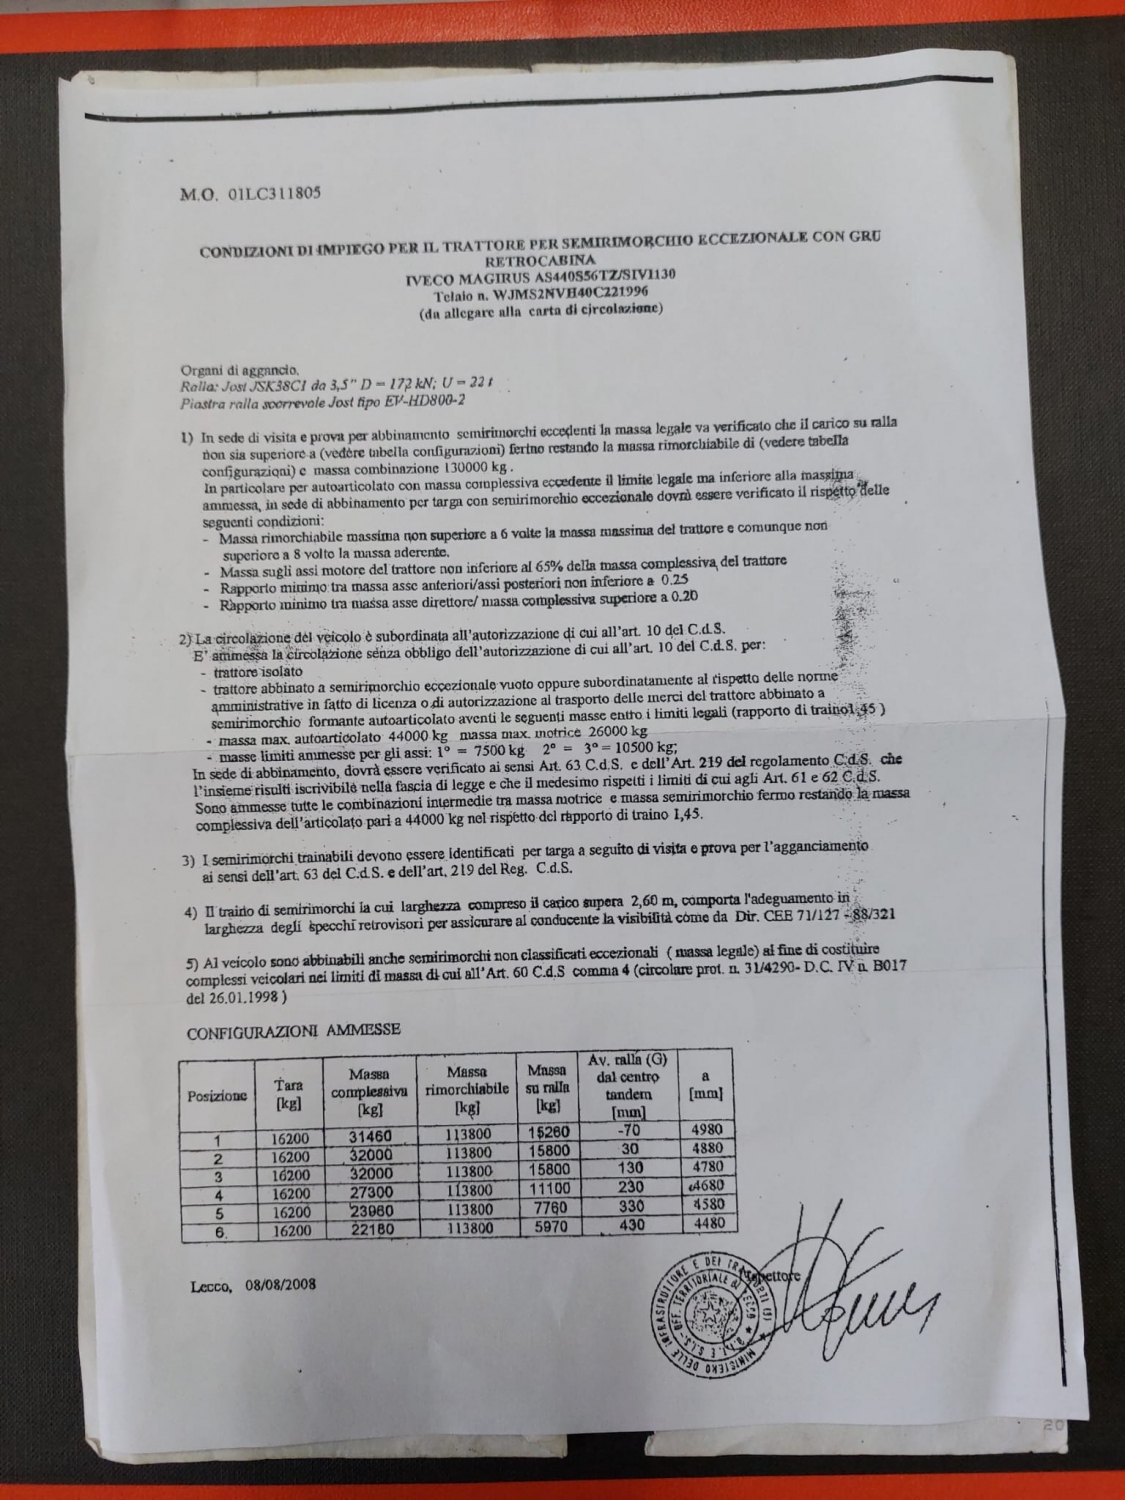 M.O. 01LC311805
CONDIZIONI DI IMPIEGO PER IL TRATTORE PER SEMIRIMORCHIO ECCEZIONALE CON GRU
RETROCABINA
IVECO MAGIRUS AS440S56TZ/SIV1130
Telaio n. WJMS2NVH40C221996
(da allegare alla carta di circolazione)
Organi di aggancio.
Ralla: Jost JSK38C1 da 3,5" D = 172 kN; U = 22 t
Piastra ralla scorrevole Jost tipo EV-HD800-2
1) In sede di visita e prova per abbinamento semirimorchi eccedenti la massa legale va verificato che il carico su ralla
non sia superiore a (vedere tabella configurazioni) fermo restando la massa rimorchiabile di (vedere tabella
configurazioni) e massa combinazione 130000 kg .
In particolare per autoarticolato con massa complessiva eccedente il limite legale ma inferiore alla massima
ammessa, in sede di abbinamento per targa con semirimorchio eccezionale dovrà essere verificato il rispetto delle
seguenti condizioni:
- Massa rimorchiabile massima non superiore a 6 volte la massa massima del trattore e comunque non
superiore a 8 volte la massa aderente.
- Massa sugli assi motore del trattore non inferiore al 65% della massa complessiva del trattore
- Rapporto minimo tra massa asse anteriori/assi posteriori non inferiore a 0.25
- Rapporto minimo tra massa asse direttore/ massa complessiva superiore a 0.20
2) La circolazione del veicolo è subordinata all'autorizzazione di cui all'art. 10 del C.d.S.
E' ammessa la circolazione senza obbligo dell'autorizzazione di cui all'art. 10 del C.d.S. per:
- trattore isolato
- trattore abbinato a semirimorchio eccezionale vuoto oppure subordinatamente al rispetto delle norme
amministrative in fatto di licenza o di autorizzazione al trasporto delle merci del trattore abbinato a
semirimorchio formante autoarticolato aventi le seguenti masse entro i limiti legali (rapporto di traino1,45 )
- massa max. autoarticolato 44000 kg massa max. motrice 26000 kg
- masse limiti ammesse per gli assi: 1° = 7500 kg 2° = 3° = 10500 kg;
In sede di abbinamento, dovrà essere verificato ai sensi Art. 63 C.d.S. e dell'Art. 219 del regolamento C.d.S. che
l'insieme risulti iscrivibile nella fascia di legge e che il medesimo rispetti i limiti di cui agli Art. 61 e 62 C.d.S.
Sono ammesse tutte le combinazioni intermedie tra massa motrice e massa semirimorchio fermo restando la massa
complessiva dell'articolato pari a 44000 kg nel rispetto del rapporto di traino 1,45.
3) I semirimorchi trainabili devono essere identificati per targa a seguito di visita e prova per l'agganciamento
ai sensi dell'art. 63 del C.d.S. e dell'art. 219 del Reg. C.d.S.
4) Il traino di semirimorchi la cui larghezza compreso il carico supera 2,60 m, comporta l'adeguamento in
larghezza degli specchi retrovisori per assicurare al conducente la visibilità come da Dir. CEE 71/127 - 88/321
5) Al veicolo sono abbinabili anche semirimorchi non classificati eccezionali ( massa legale) al fine di costituire
complessi veicolari nei limiti di massa di cui all'Art. 60 C.d.S comma 4 (circolare prot. n. 31/4290- D.C. IV n. B017
del 26.01.1998 )
CONFIGURAZIONI AMMESSE
Posizione Tara [kg] Massa complessiva [kg] Massa rimorchiabile [kg] Massa su ralla [kg] Av. ralla (G) dal centro tandem [mm] a [mm]
1 16200 31460 113800 15260 -70 4980
2 16200 32000 113800 15800 30 4880
3 16200 32000 113800 15800 130 4780
4 16200 27300 113800 11100 230 4680
5 16200 23960 113800 7760 330 4580
6. 16200 22180 113800 5970 430 4480
Lecco, 08/08/2008
MINISTERO DELLE INFRASTRUTTURE E DEI TRASPORTI
UFF. TERRITORIALE di LECCO